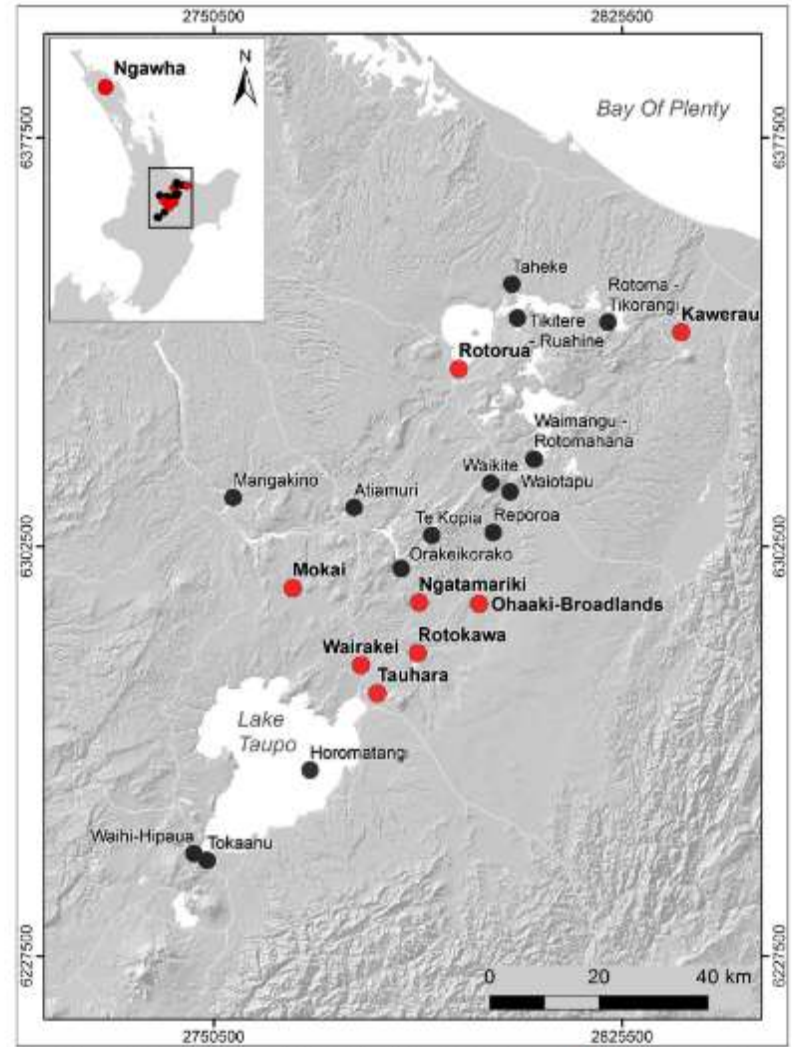 2750500
2825500
Ngawha
N
Bay Of Plenty
6377500
6377500
Taheke
Rotoma -
Tikorangi
Kawerau
Tikitere
- Ruahine
Rotorua
Waimangu -
Rotomahana
Waikite
Waiotapu
Mangakino
Atiamuri
Te Kopia
Reporoa
6302500
6302500
Orakeikorako
Mokai
Ngatamariki
Ohaaki-Broadlands
Rotokawa
Wairakei
Tauhara
Lake
Taupo
Horomatangi
Waihi-Hipaua
Tokaanu
6227500
6227500
0
20
40 km
2750500
2825500